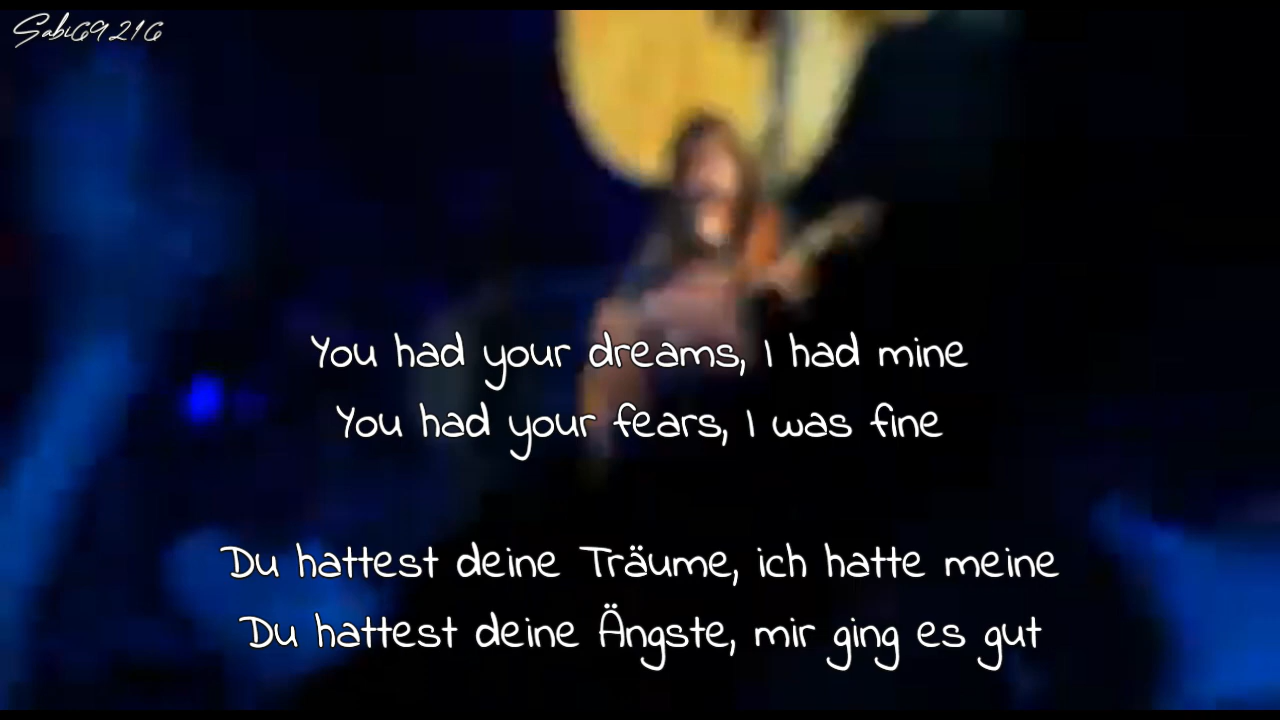 Sabi69216
You had your dreams, I had mine
You had your fears, I was fine
Du hattest deine Träume, ich hatte meine
Du hattest deine Ängste, mir ging es gut